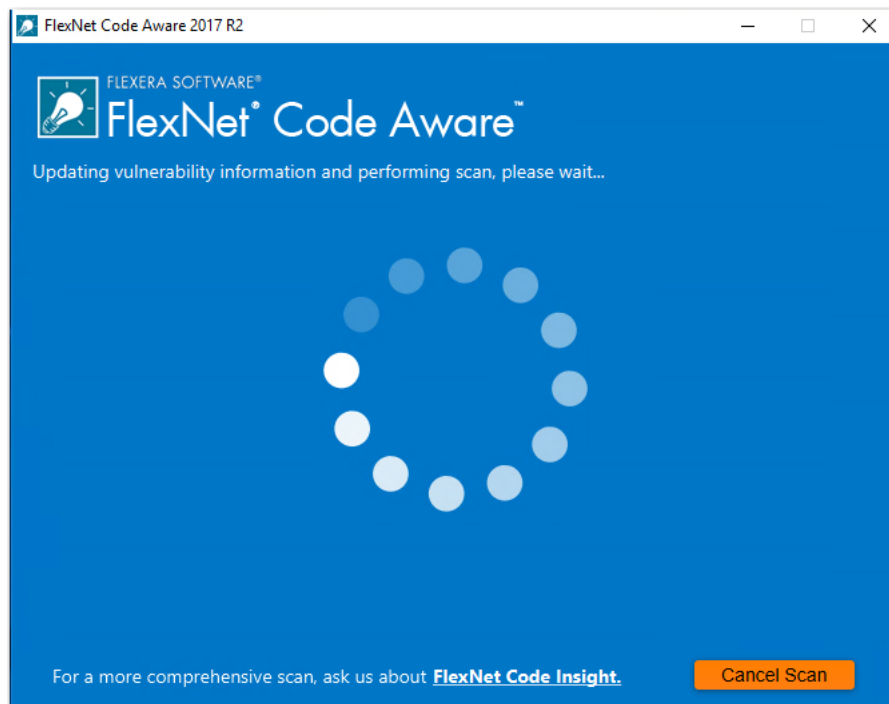 FlexNet Code Aware 2017 R2
FLEXERA SOFTWARE®
FlexNet® Code Aware™
Updating vulnerability information and performing scan, please wait...
For a more comprehensive scan, ask us about FlexNet Code Insight.
Cancel Scan